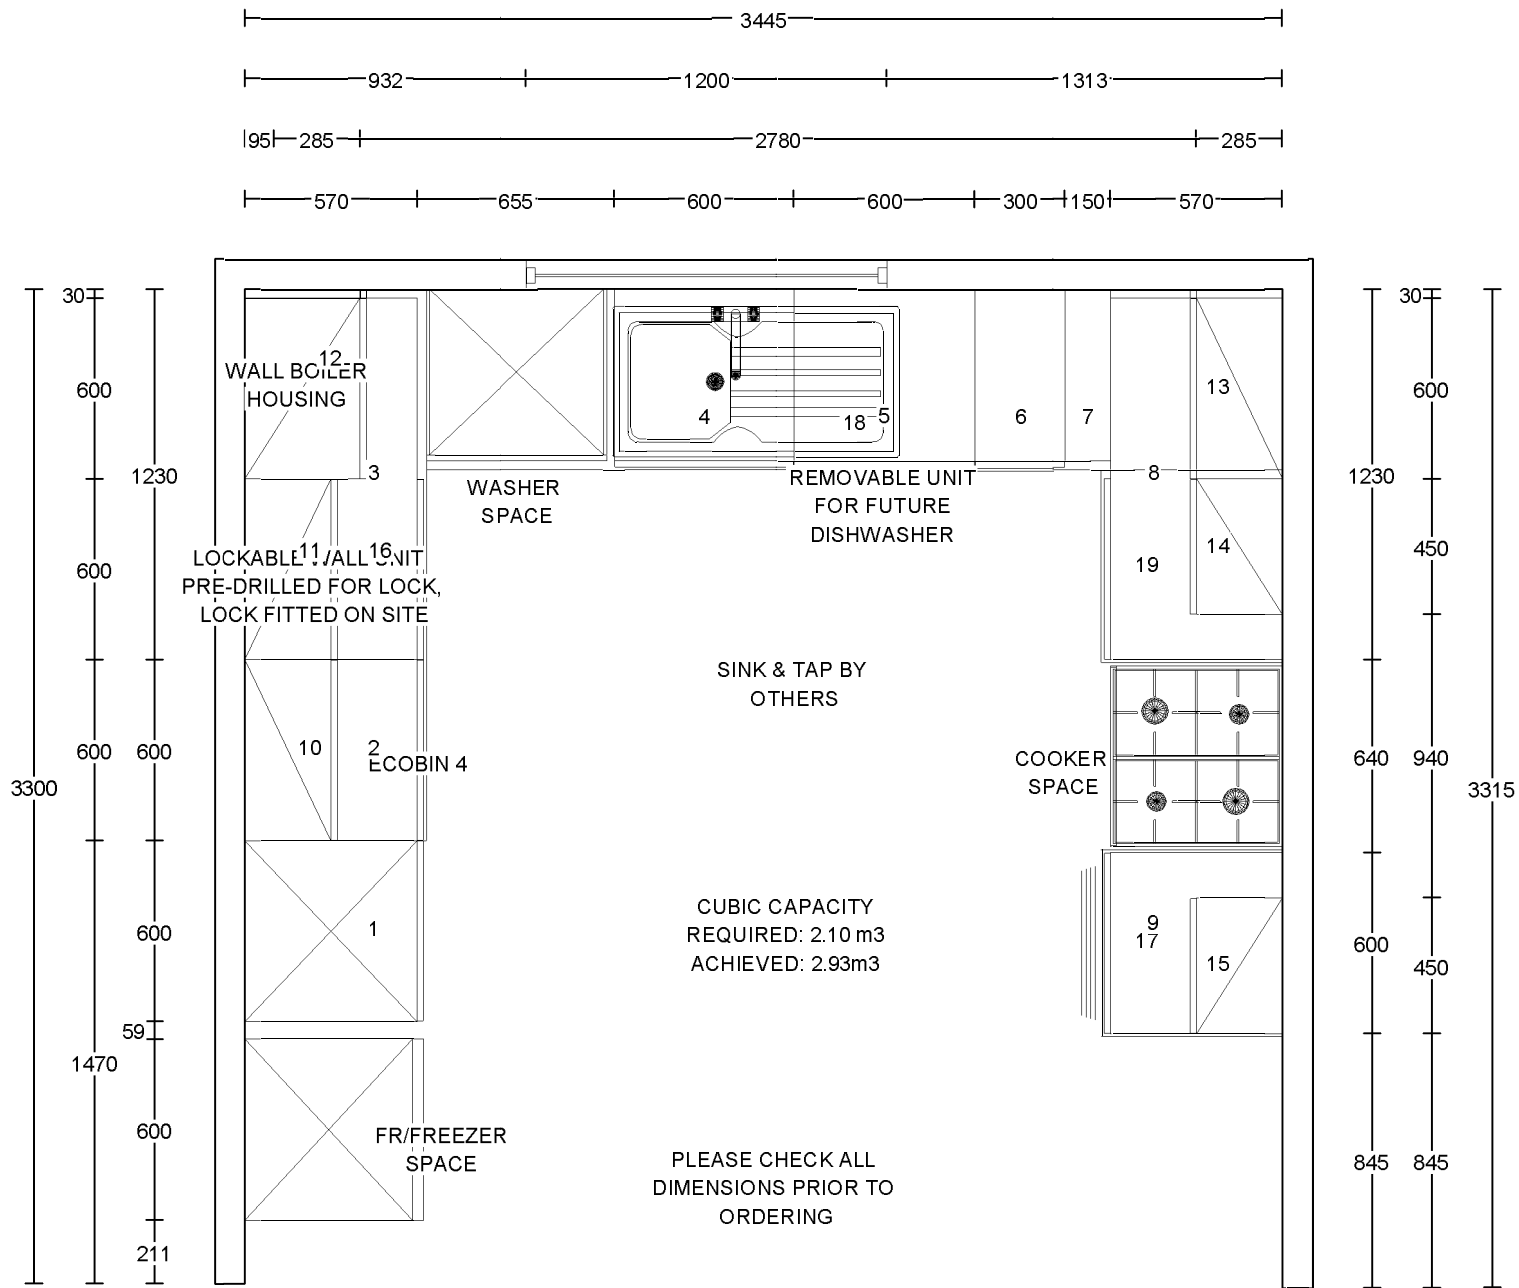 3445
932 1200 1313
95 285 2780 285
570 655 600 600 300 150 570
30
600
1230
600
600 600
3300
600
59
1470
600
211
12
WALL BOILER
HOUSING
3
WASHER
SPACE
4 18 5 6 7
REMOVABLE UNIT
FOR FUTURE
DISHWASHER
13
8
14
19
11 16
LOCKABLE WALL UNIT
PRE-DRILLED FOR LOCK,
LOCK FITTED ON SITE
SINK & TAP BY
OTHERS
10 2
ECOBIN 4
COOKER
SPACE
1
CUBIC CAPACITY
REQUIRED: 2.10 m3
ACHIEVED: 2.93m3
9
17
15
FR/FREEZER
SPACE
PLEASE CHECK ALL
DIMENSIONS PRIOR TO
ORDERING
30
600
1230
450
640 940
3315
600
450
845 845